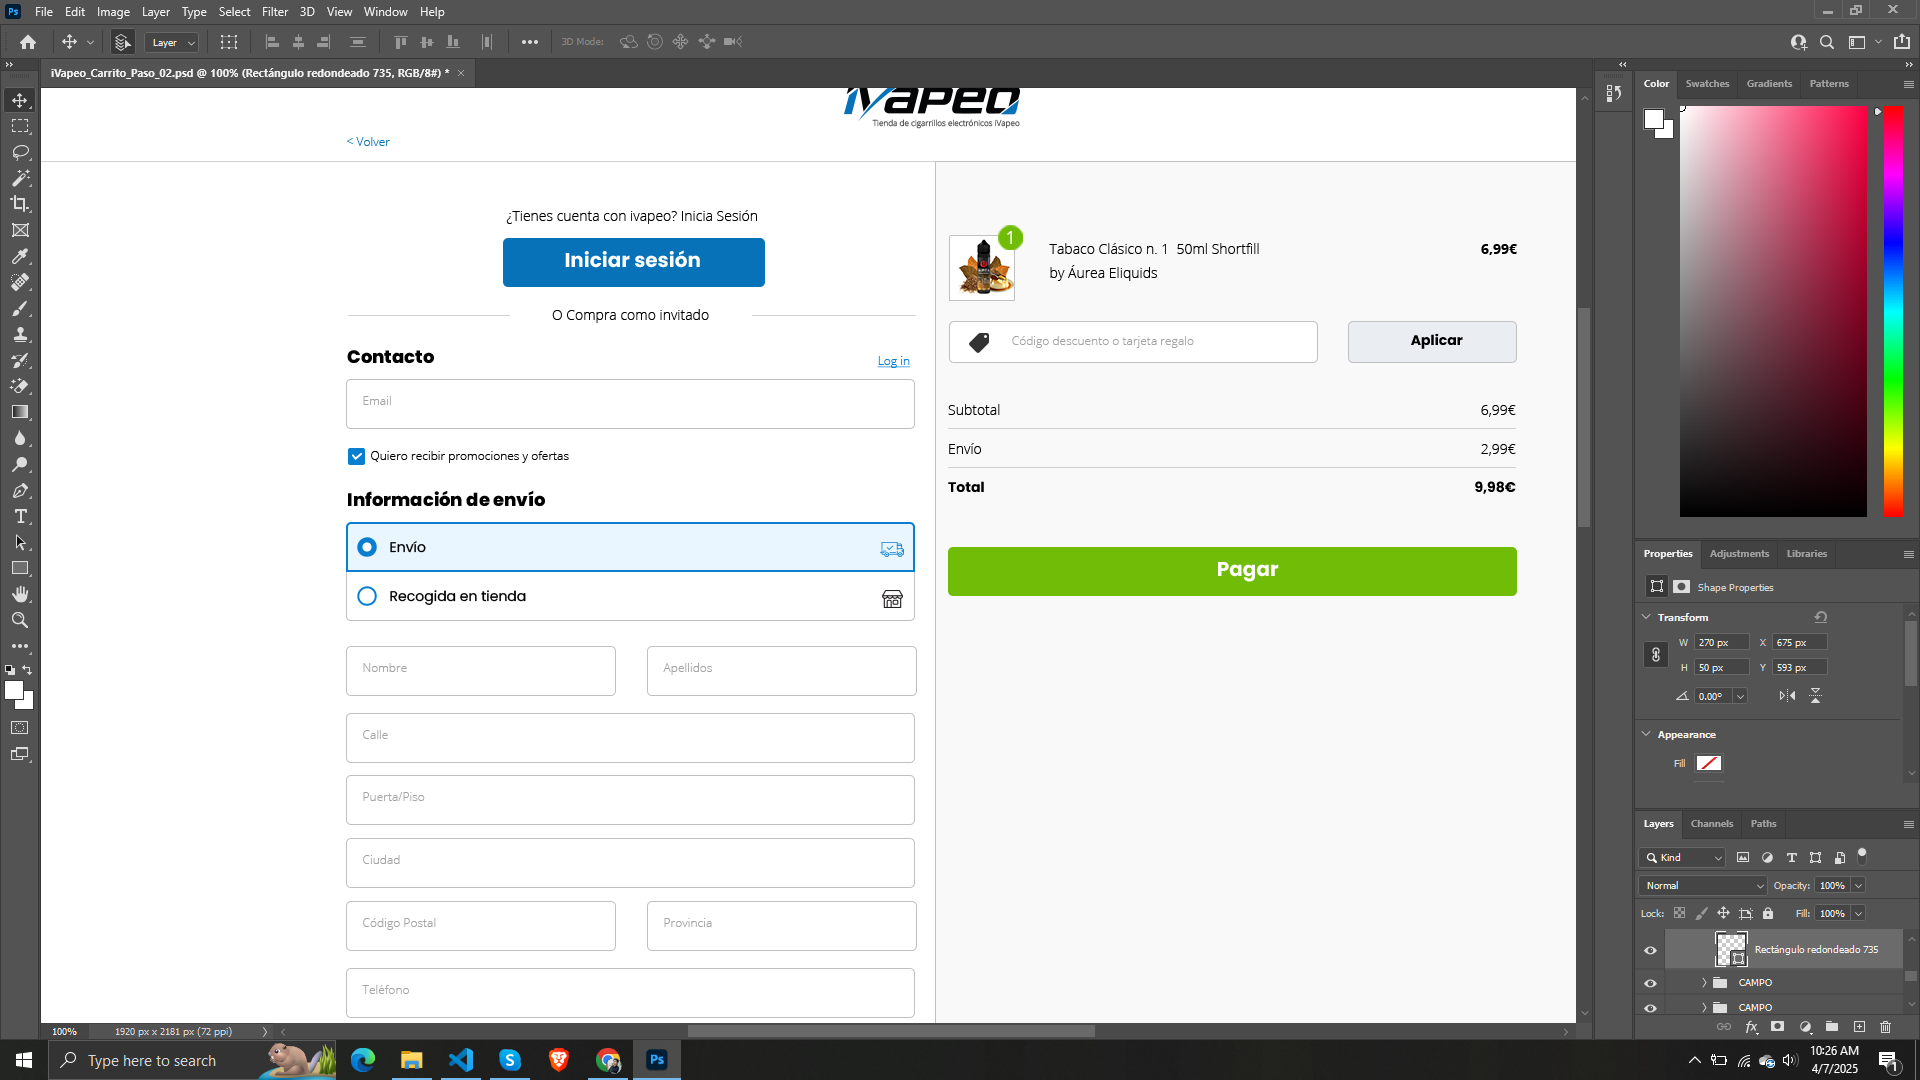 Ps File Edit Image Layer Type Select Filter 3D View Window Help
Layer 3D Mode:
iVapeo_Carrito_Paso_02.psd @ 100% (Rectángulo redondeado 735, RGB/8#) *
iVapeo
Tienda de cigarrillos electrónicos iVapeo
< Volver
¿Tienes cuenta con ivapeo? Inicia Sesión
Iniciar sesión
O Compra como invitado
Contacto
Log in
Email
Quiero recibir promociones y ofertas
Información de envío
Envío
Recogida en tienda
Nombre
Apellidos
Calle
Puerta/Piso
Ciudad
Código Postal
Provincia
Teléfono
1
Tabaco Clásico n. 1 50ml Shortfill
by Áurea Eliquids
6,99€
Código descuento o tarjeta regalo
Aplicar
Subtotal 6,99€
Envío 2,99€
Total 9,98€
Pagar
Color Swatches Gradients Patterns
Properties Adjustments Libraries
Shape Properties
Transform
W 270 px X 675 px
H 50 px Y 593 px
0.00°
Appearance
Fill
Layers Channels Paths
Kind
Normal Opacity: 100%
Lock: Fill: 100%
Rectángulo redondeado 735
CAMPO
CAMPO
100% 1920 px x 2181 px (72 ppi)
Type here to search
Ps
10:26 AM
4/7/2025
1